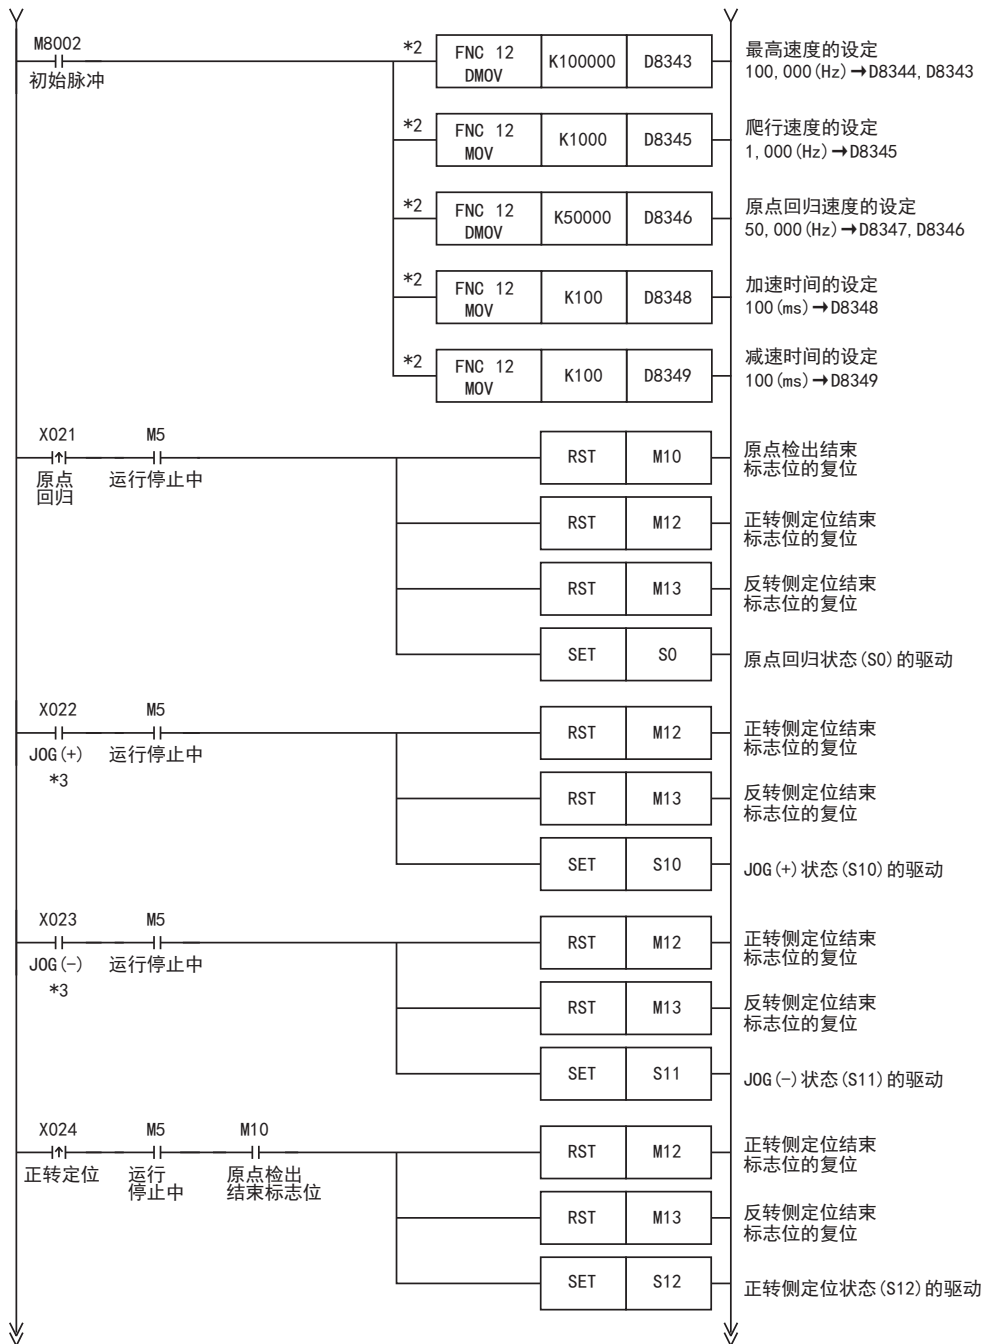 M8002
初始脉冲
*2
FNC 12
DMOV
K100000
D8343
最高速度的设定
100,000(Hz)→D8344,D8343
*2
FNC 12
MOV
K1000
D8345
爬行速度的设定
1,000(Hz)→D8345
*2
FNC 12
DMOV
K50000
D8346
原点回归速度的设定
50,000(Hz)→D8347,D8346
*2
FNC 12
MOV
K100
D8348
加速时间的设定
100(ms)→D8348
*2
FNC 12
MOV
K100
D8349
减速时间的设定
100(ms)→D8349
X021
M5
原点
回归
运行停止中
RST
M10
原点检出结束
标志位的复位
RST
M12
正转侧定位结束
标志位的复位
RST
M13
反转侧定位结束
标志位的复位
SET
S0
原点回归状态(S0)的驱动
X022
M5
JOG(+)
*3
运行停止中
RST
M12
正转侧定位结束
标志位的复位
RST
M13
反转侧定位结束
标志位的复位
SET
S10
JOG(+)状态(S10)的驱动
X023
M5
JOG(-)
*3
运行停止中
RST
M12
正转侧定位结束
标志位的复位
RST
M13
反转侧定位结束
标志位的复位
SET
S11
JOG(-)状态(S11)的驱动
X024
M5
M10
正转定位
运行
停止中
原点检出
结束标志位
RST
M12
正转侧定位结束
标志位的复位
RST
M13
反转侧定位结束
标志位的复位
SET
S12
正转侧定位状态(S12)的驱动